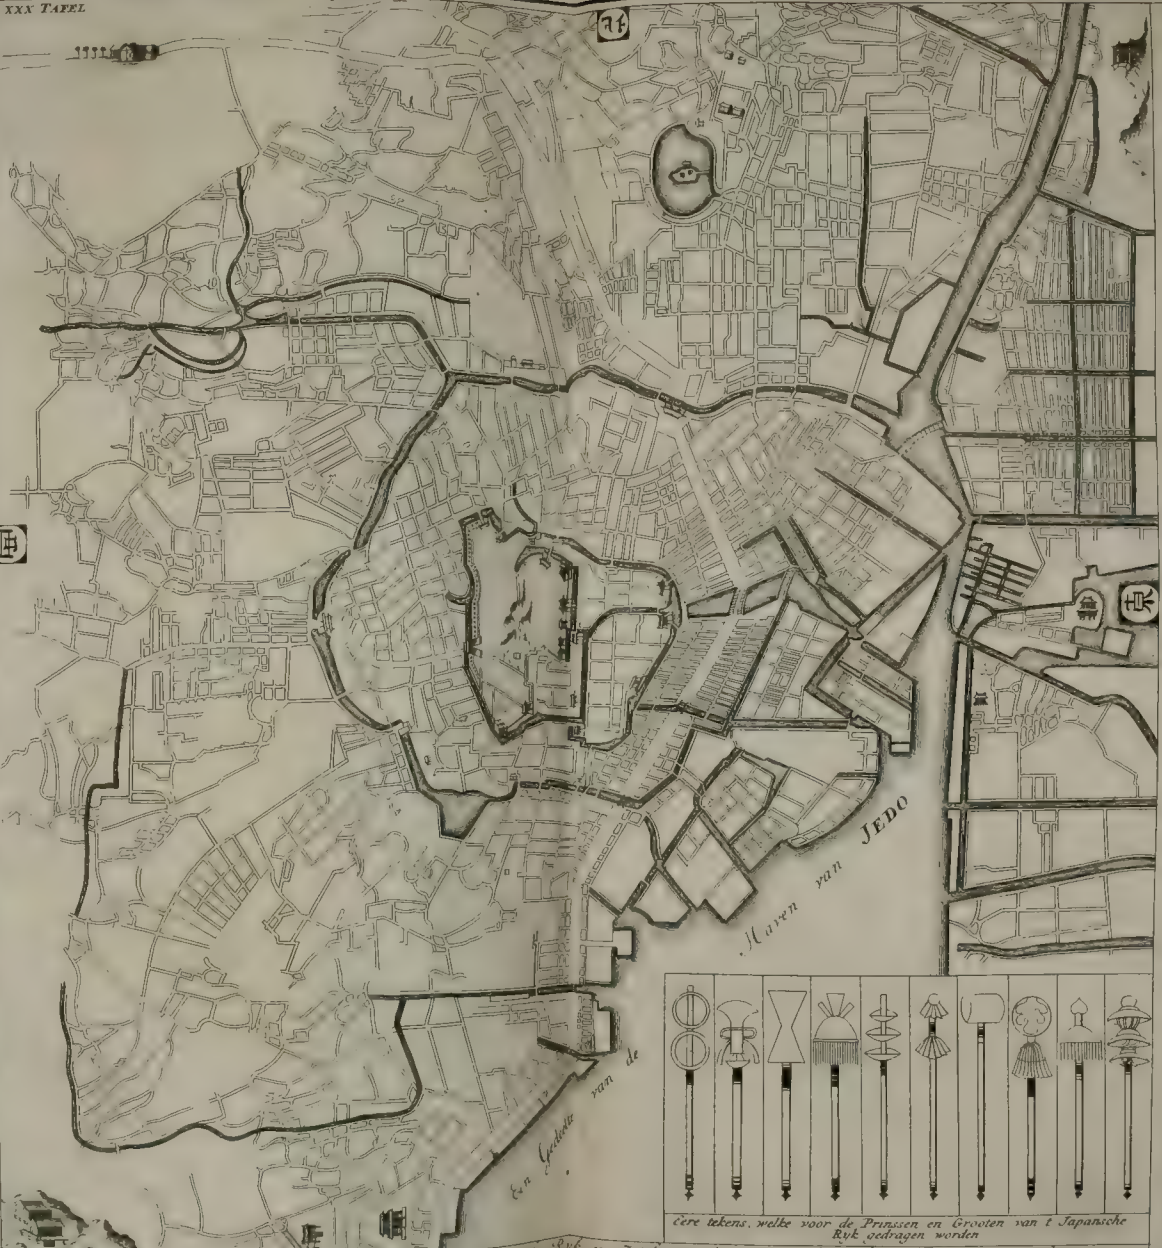 XXX TAFEL
Een Gedeelte van de
Haven van JEDO
Eere tekens, welke voor de Prinssen en Grooten van t Japansche
Ryk gedragen worden